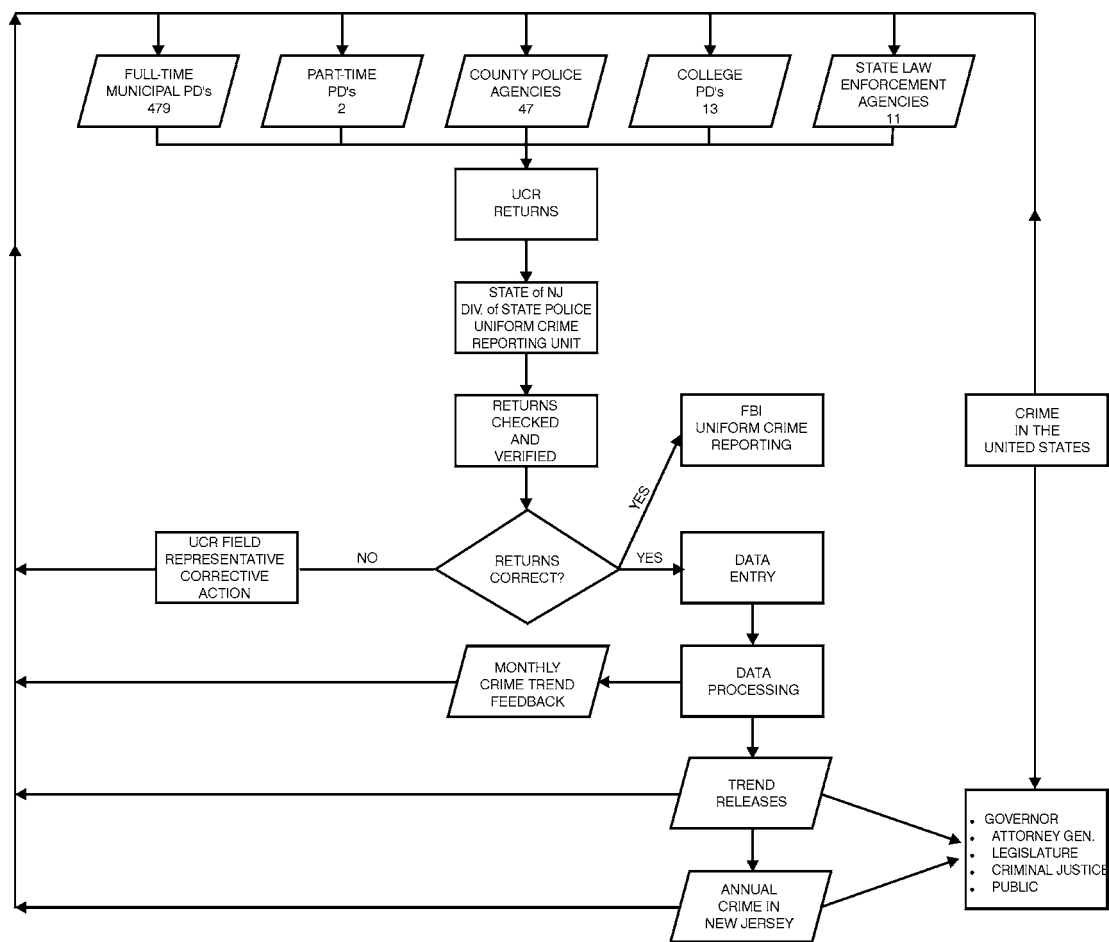 FULL-TIME
MUNICIPAL PD's
479
PART-TIME
PD's
2
COUNTY POLICE
AGENCIES
47
COLLEGE
PD's
13
STATE LAW
ENFORCEMENT
AGENCIES
11
UCR
RETURNS
STATE of NJ
DIV. of STATE POLICE
UNIFORM CRIME
REPORTING UNIT
RETURNS
CHECKED
AND
VERIFIED
FBI
UNIFORM CRIME
REPORTING
CRIME
IN THE
UNITED STATES
YES
UCR FIELD
REPRESENTATIVE
CORRECTIVE
ACTION
NO
RETURNS
CORRECT?
YES
DATA
ENTRY
MONTHLY
CRIME TREND
FEEDBACK
DATA
PROCESSING
TREND
RELEASES
• GOVERNOR
• ATTORNEY GEN.
• LEGISLATURE
• CRIMINAL JUSTICE
• PUBLIC
ANNUAL
CRIME IN
NEW JERSEY